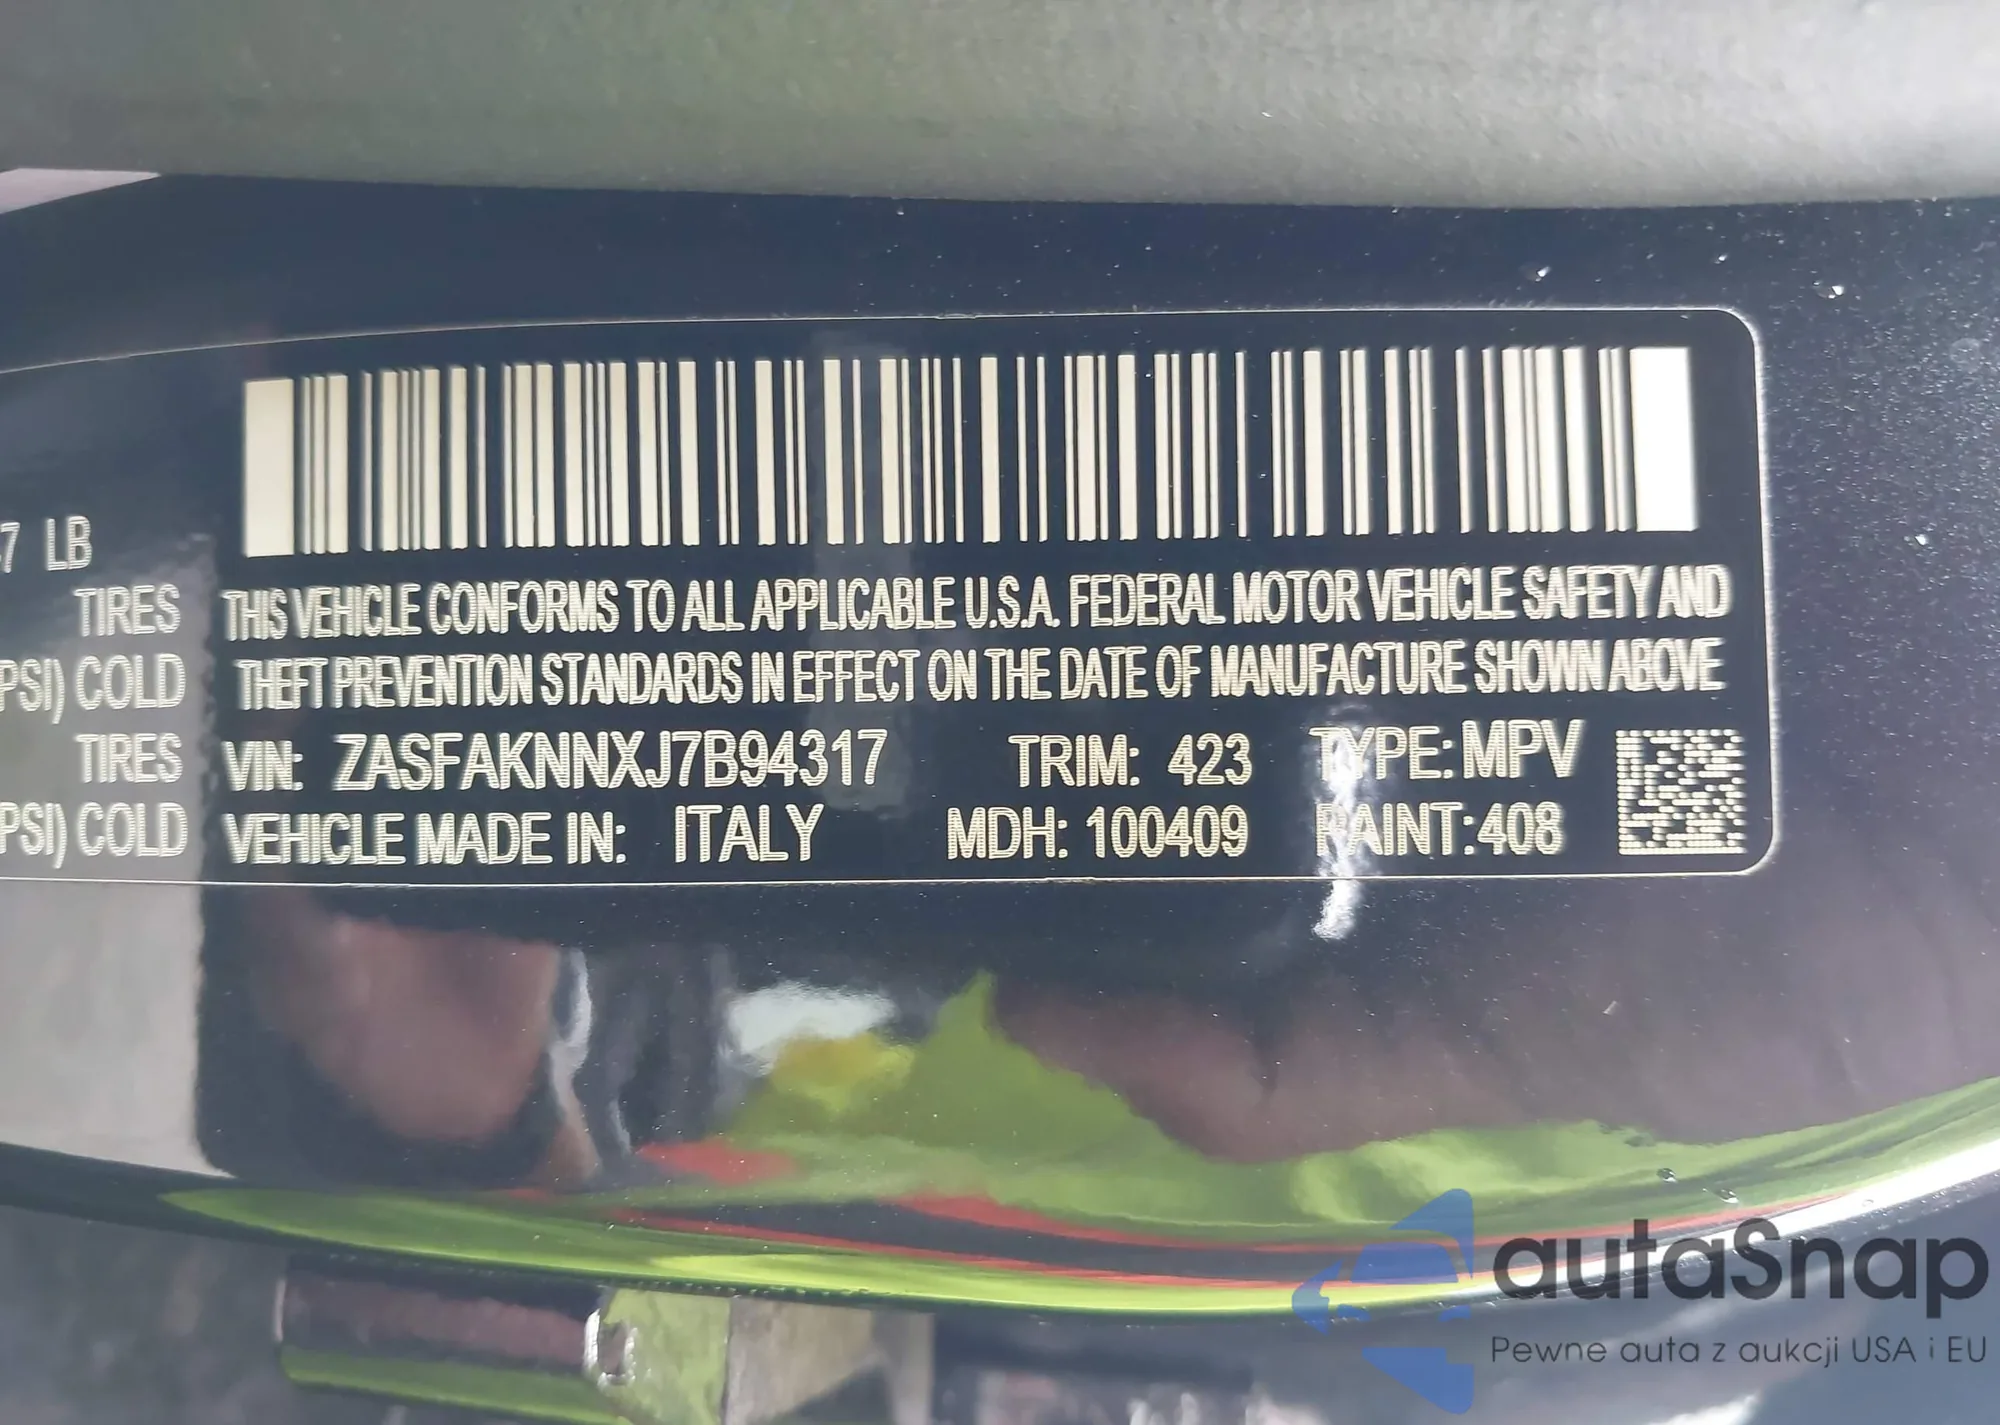 7 LB
TIRES
PSI) COLD
TIRES
PSI) COLD
THIS VEHICLE CONFORMS TO ALL APPLICABLE U.S.A. FEDERAL MOTOR VEHICLE SAFETY AND
THEFT PREVENTION STANDARDS IN EFFECT ON THE DATE OF MANUFACTURE SHOWN ABOVE
VIN: ZASFAKNNXJ7B94317 TRIM: 423 TYPE: MPV
VEHICLE MADE IN: ITALY MDH: 100409 PAINT: 408
autaSnap
Pewne auta z aukcji USA i EU